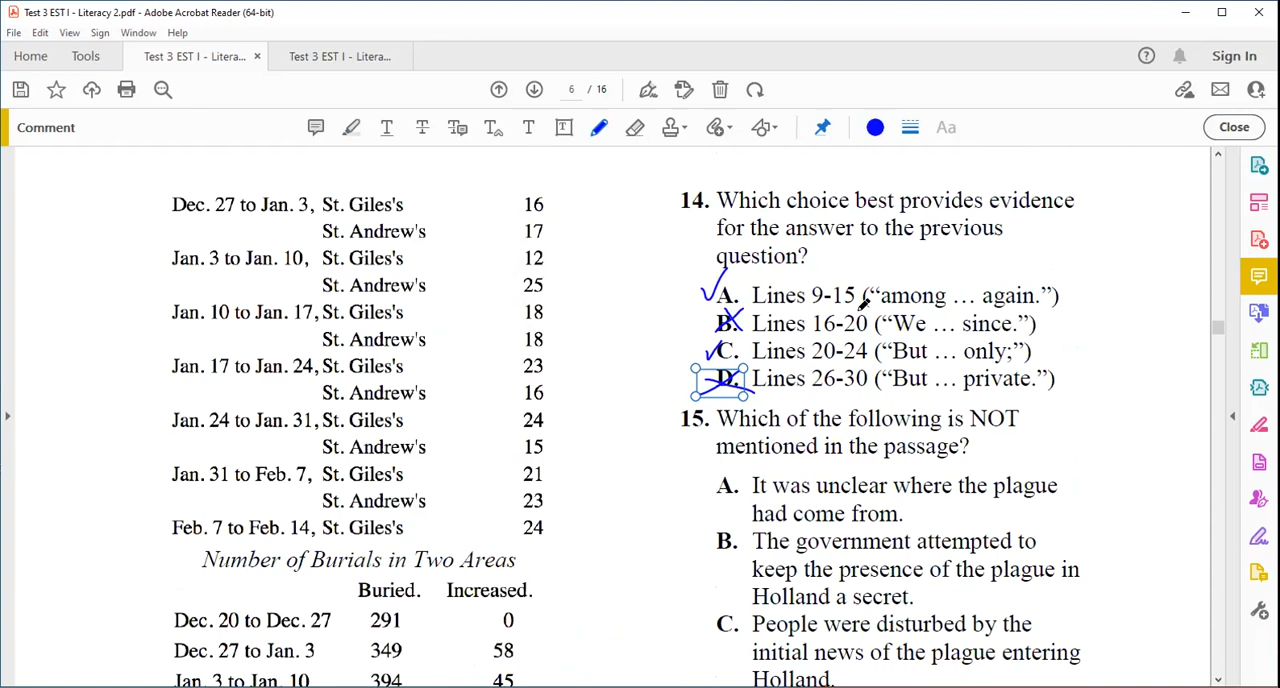 Test 3 EST I - Literacy 2.pdf - Adobe Acrobat Reader (64-bit)
File Edit View Sign Window Help
Home Tools Test 3 EST I - Litera... × Test 3 EST I - Litera... Sign In
6 / 16
Comment Aa Close
Dec. 27 to Jan. 3, St. Giles's 16
St. Andrew's 17
Jan. 3 to Jan. 10, St. Giles's 12
St. Andrew's 25
Jan. 10 to Jan. 17, St. Giles's 18
St. Andrew's 18
Jan. 17 to Jan. 24, St. Giles's 23
St. Andrew's 16
Jan. 24 to Jan. 31, St. Giles's 24
St. Andrew's 15
Jan. 31 to Feb. 7, St. Giles's 21
St. Andrew's 23
Feb. 7 to Feb. 14, St. Giles's 24
Number of Burials in Two Areas
Buried. Increased.
Dec. 20 to Dec. 27 291 0
Dec. 27 to Jan. 3 349 58
Jan. 3 to Jan. 10 394 45
14. Which choice best provides evidence
for the answer to the previous
question?
A. Lines 9-15 (“among … again.”)
B. Lines 16-20 (“We … since.”)
C. Lines 20-24 (“But … only;”)
D. Lines 26-30 (“But … private.”)
15. Which of the following is NOT
mentioned in the passage?
A. It was unclear where the plague
had come from.
B. The government attempted to
keep the presence of the plague in
Holland a secret.
C. People were disturbed by the
initial news of the plague entering
Holland.